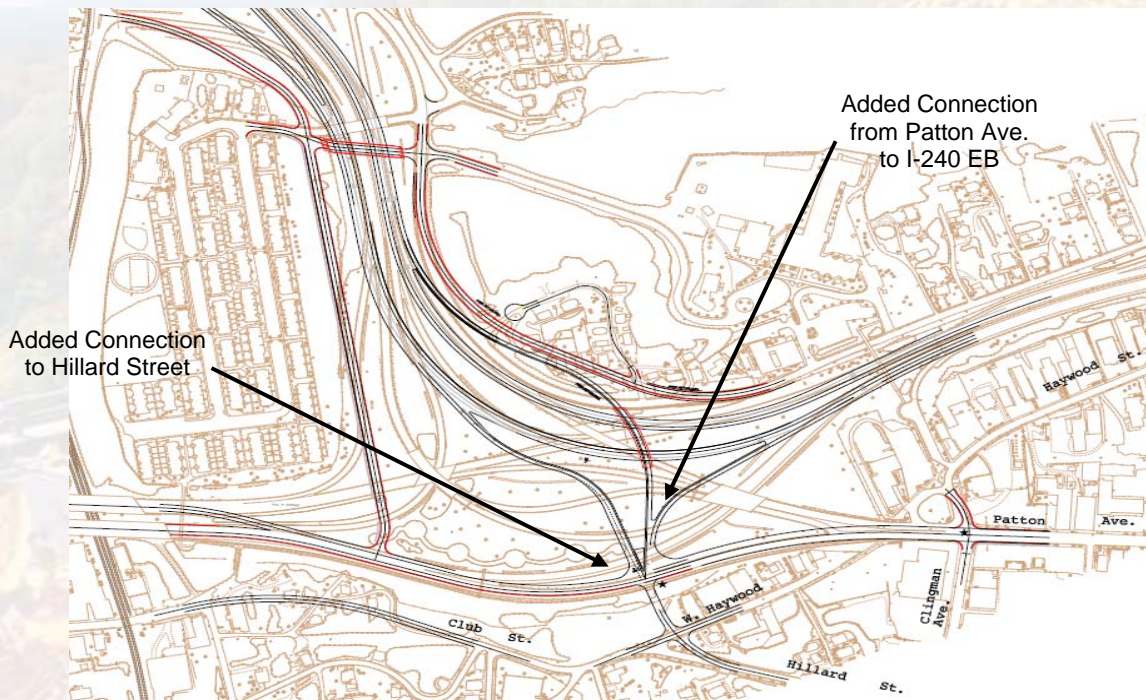 Added Connection
from Patton Ave.
to I-240 EB
Added Connection
to Hillard Street
Haywood St.
Patton Ave.
Clingman
Ave.
W. Haywood
Club St.
Hillard St.